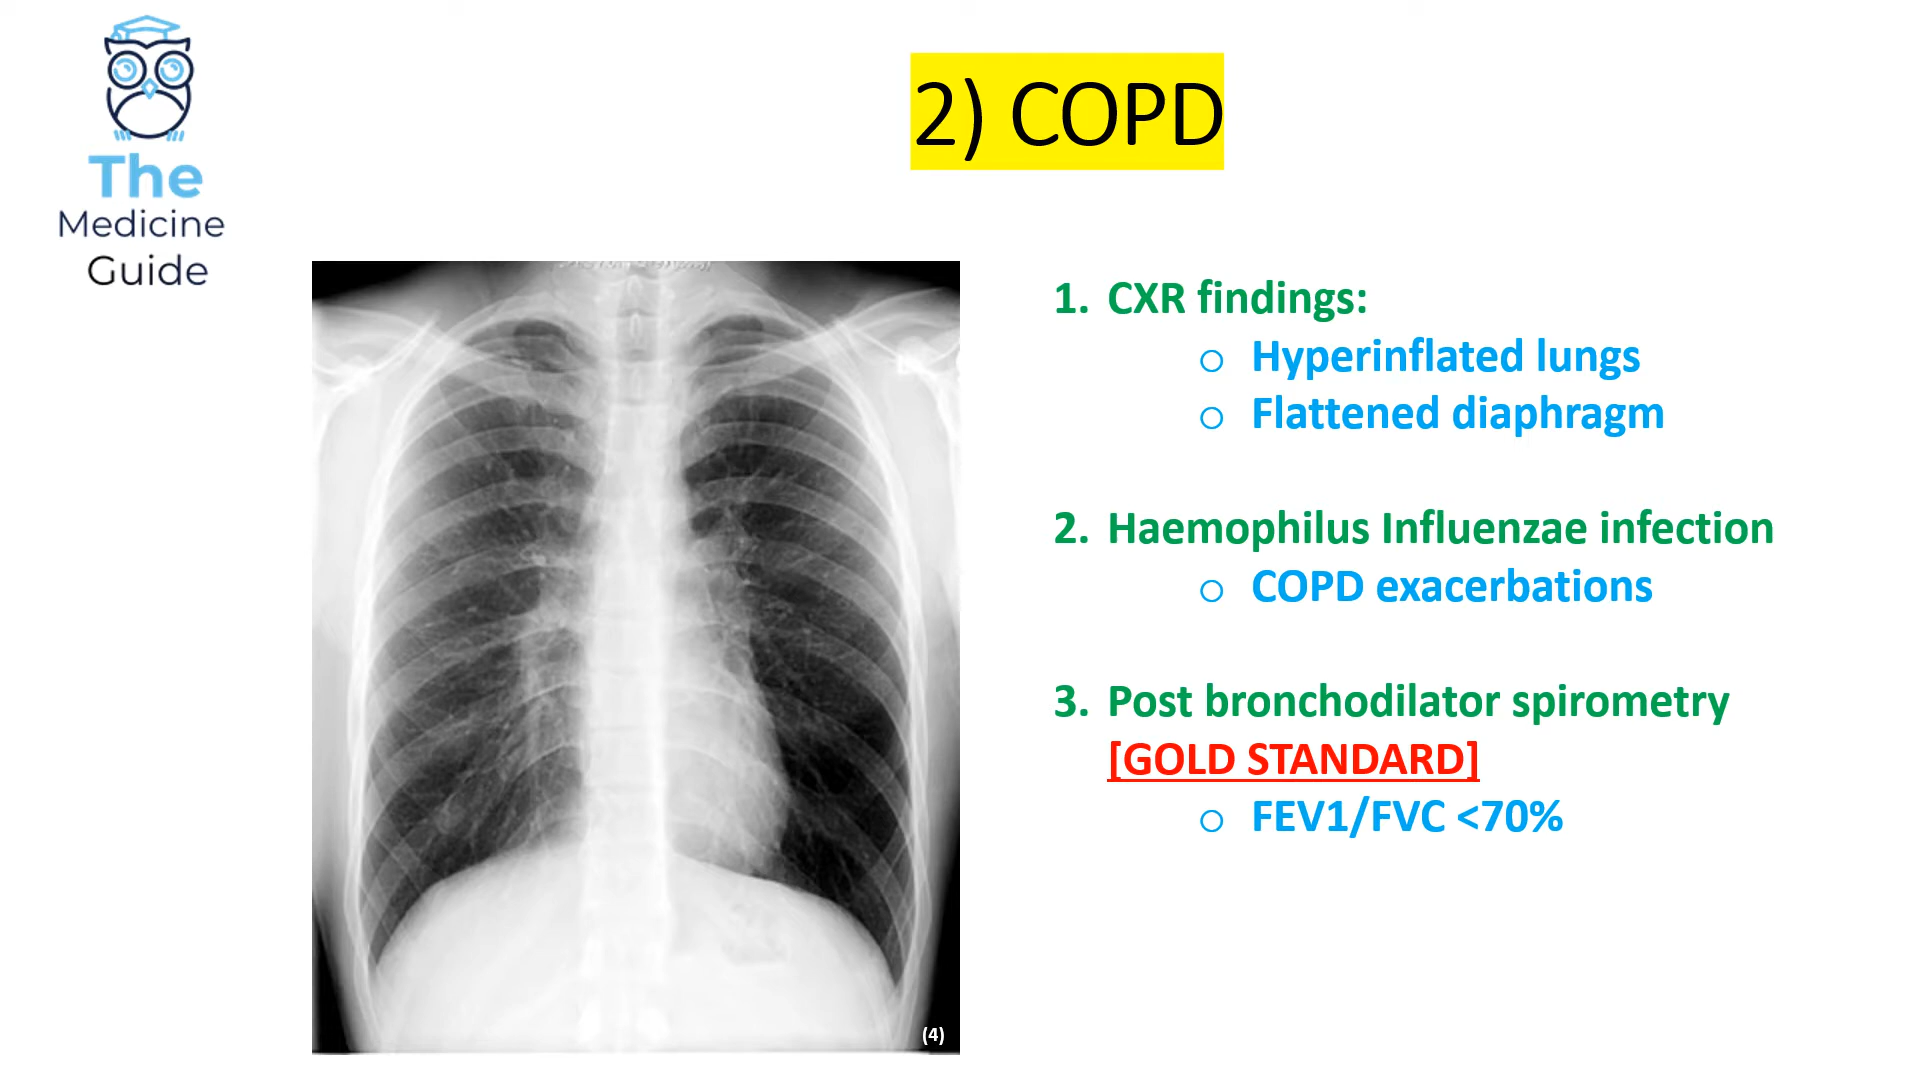 The
Medicine
Guide
2) COPD
1. CXR findings:
o Hyperinflated lungs
o Flattened diaphragm
2. Haemophilus Influenzae infection
o COPD exacerbations
3. Post bronchodilator spirometry
[GOLD STANDARD]
o FEV1/FVC <70%
(4)